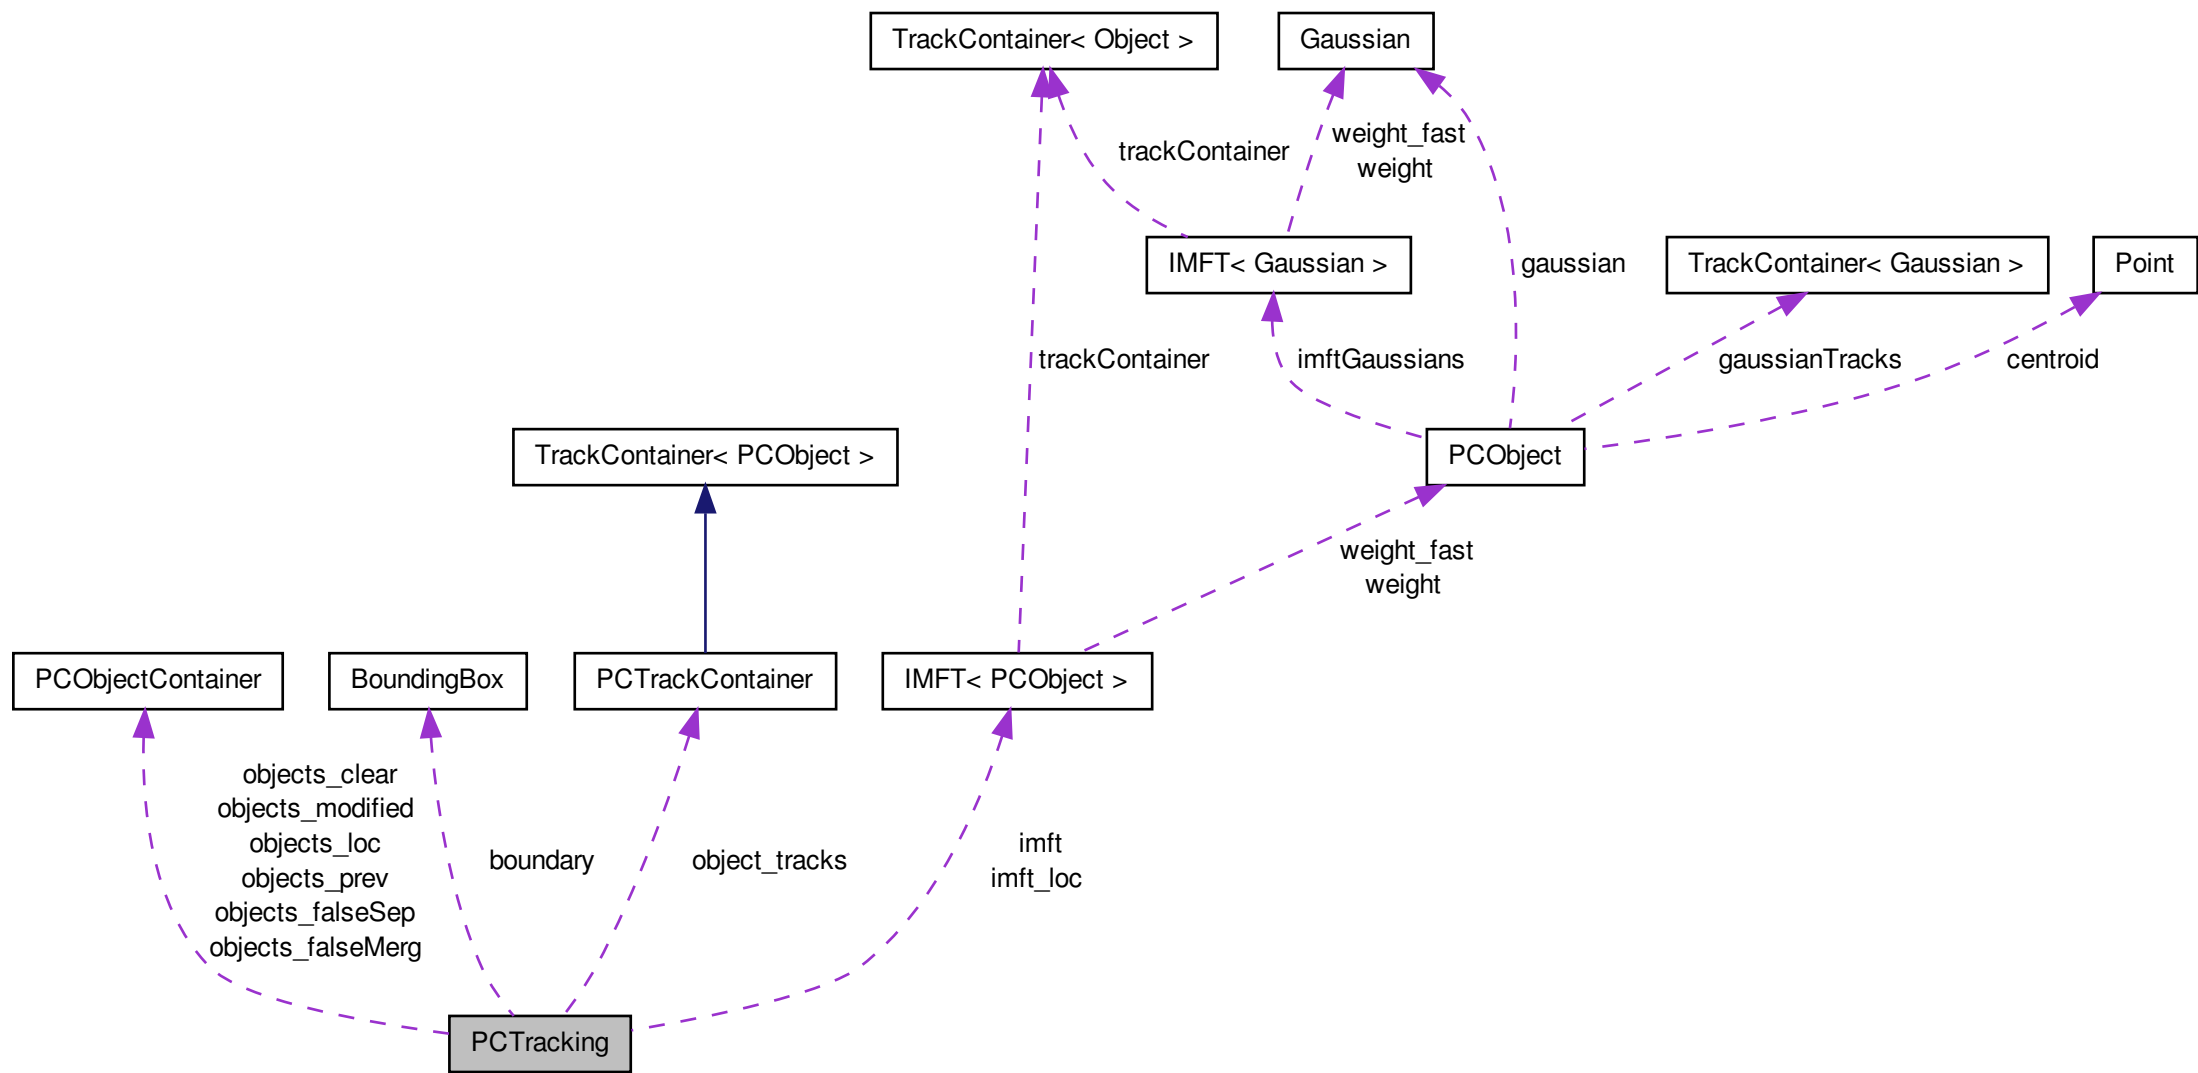 TrackContainer< Object >
Gaussian
trackContainer
weight_fast
weight
IMFT< Gaussian >
gaussian
TrackContainer< Gaussian >
Point
trackContainer
imftGaussians
gaussianTracks
centroid
TrackContainer< PCObject >
PCObject
weight_fast
weight
PCObjectContainer
BoundingBox
PCTrackContainer
IMFT< PCObject >
objects_clear
objects_modified
objects_loc
objects_prev
objects_falseSep
objects_falseMerg
boundary
object_tracks
imft
imft_loc
PCTracking